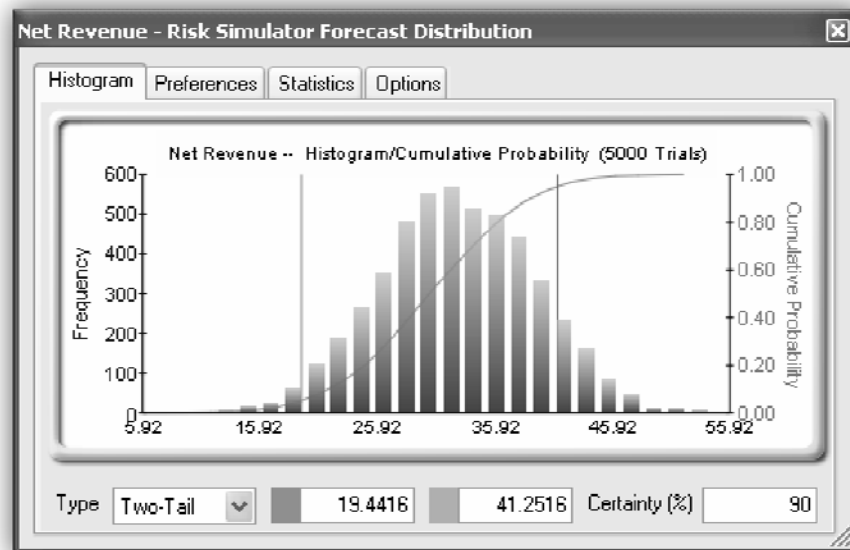 Net Revenue - Risk Simulator Forecast Distribution
Histogram Preferences Statistics Options
Net Revenue -- Histogram/Cumulative Probability (5000 Trials)
600
500
400
300
200
100
0
Frequency
1.00
0.80
0.60
0.40
0.20
0.00
Cumulative Probability
5.92 15.92 25.92 35.92 45.92 55.92
Type Two-Tail 19.4416 41.2516 Certainty (%) 90